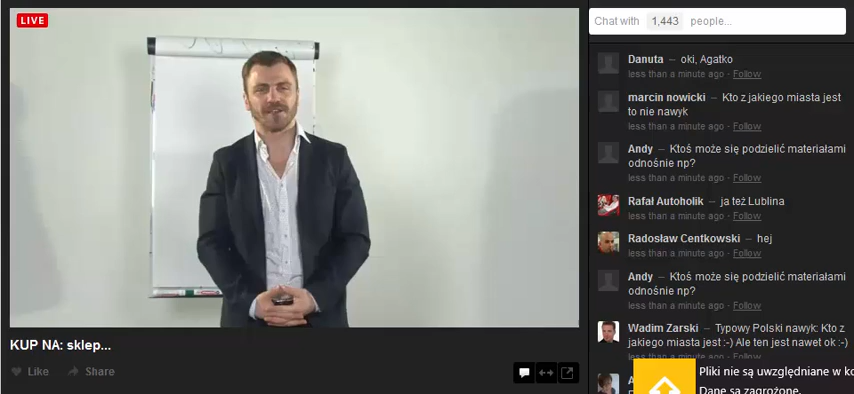 LIVE
Chat with 1,443 people...
Danuta – oki, Agatko
less than a minute ago · Follow
marcin nowicki – Kto z jakiego miasta jest
to nie nawyk
less than a minute ago · Follow
Andy – Ktoś może się podzielić materiałami
odnośnie np?
less than a minute ago · Follow
Rafał Autoholik – ja też Lublina
less than a minute ago · Follow
Radosław Centkowski – hej
less than a minute ago · Follow
Andy – Ktoś może się podzielić materiałami
odnośnie np?
less than a minute ago · Follow
Wadim Zarski – Typowy Polski nawyk: Kto z
jakiego miasta jest :-) Ale ten jest nawet ok :-)
less than a minute ago · Follow
A
Pliki nie są uwzględniane w ko
Dane są zagrożone.
KUP NA: sklep...
Like Share